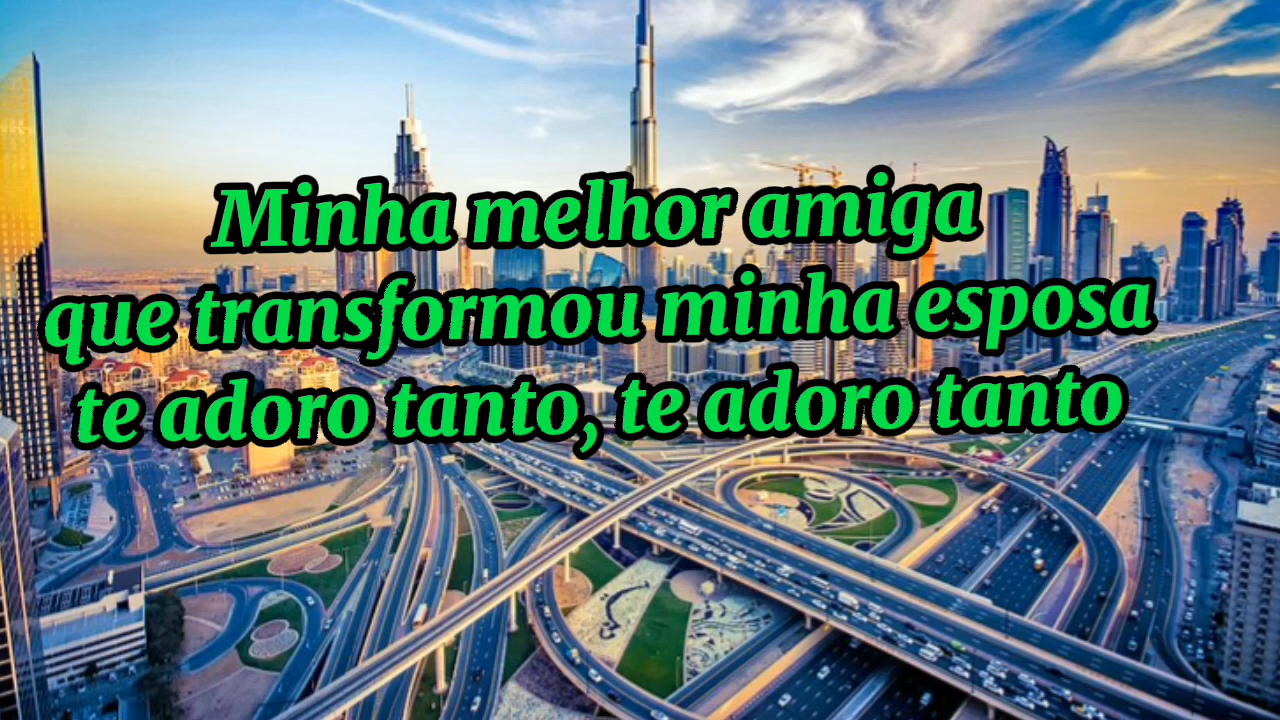 Minha melhor amiga
que transformou minha esposa
te adoro tanto, te adoro tanto